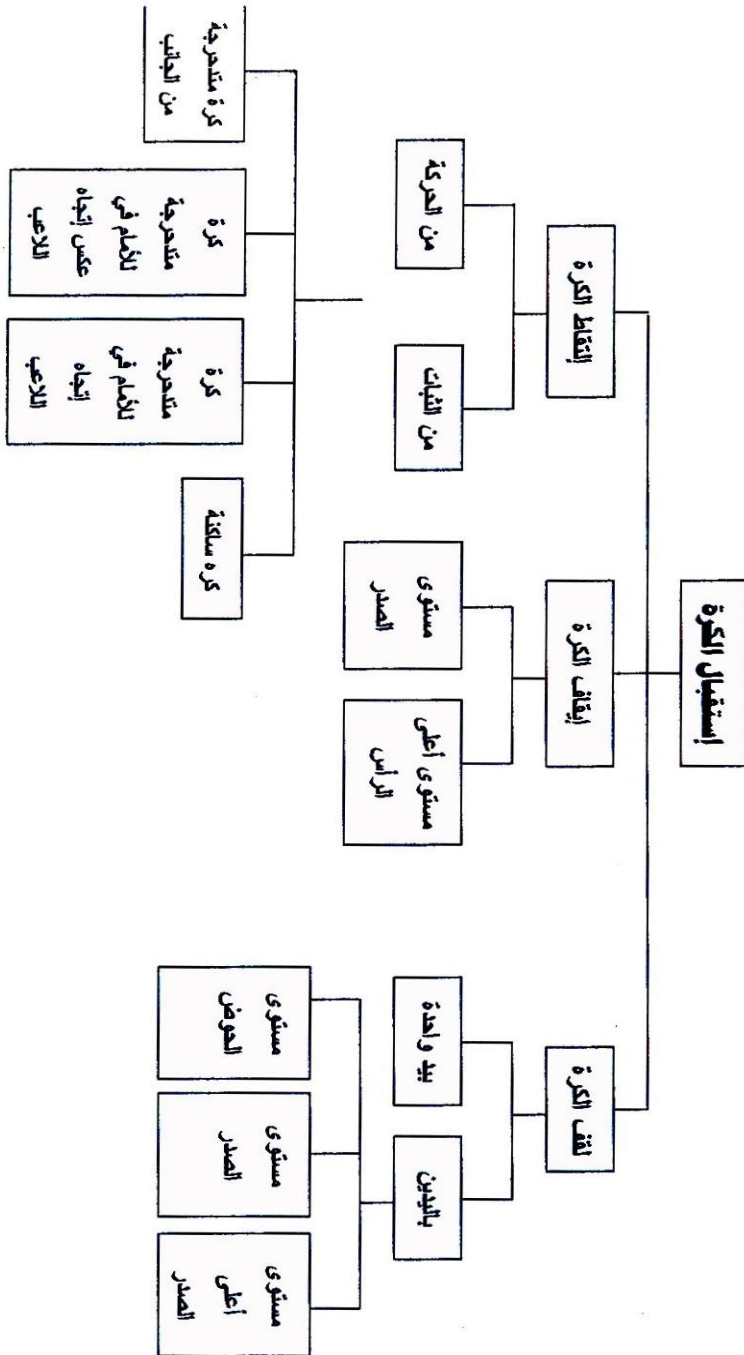 إستقبال الكرة
لقف الكرة
إيقاف الكرة
إلتقاط الكرة
باليدين
بيد واحدة
مستوى أعلى
الرأس
مستوى
الصدر
من الثبات
من الحركة
مستوى
أعلى
الصدر
مستوى
الصدر
مستوى
الحوض
كره ساكنة
كرة
متدحرجة
للأمام في
إتجاه
اللاعب
كرة
متدحرجة
للأمام في
عكس إتجاه
اللاعب
كرة متدحرجة
من الجانب